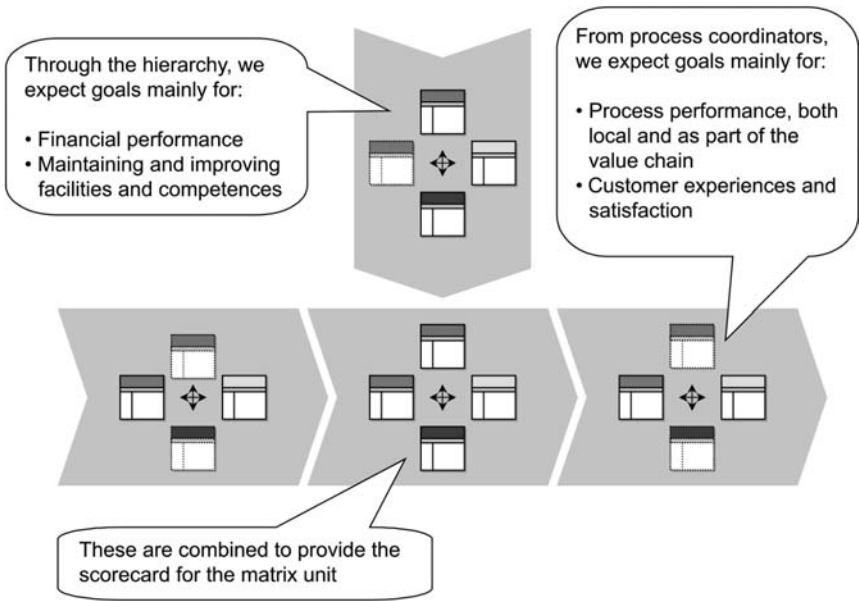 Through the hierarchy, we
expect goals mainly for:
• Financial performance
• Maintaining and improving
facilities and competences
From process coordinators,
we expect goals mainly for:
• Process performance, both
local and as part of the
value chain
• Customer experiences and
satisfaction
These are combined to provide the
scorecard for the matrix unit